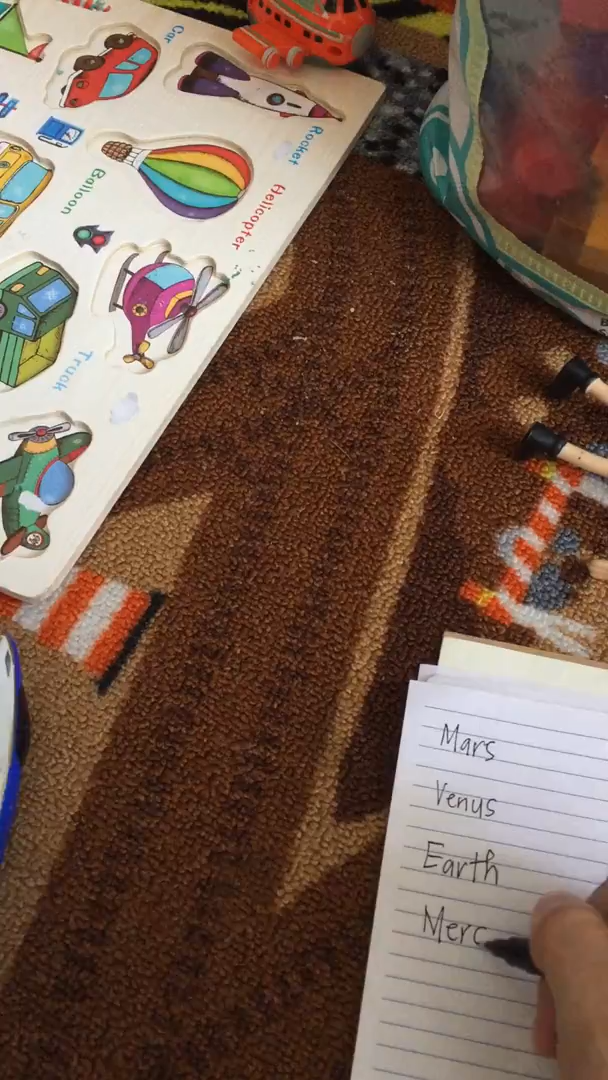 Car
Rocket
Balloon
Helicopter
Truck
Mars
Venus
Earth
Merc